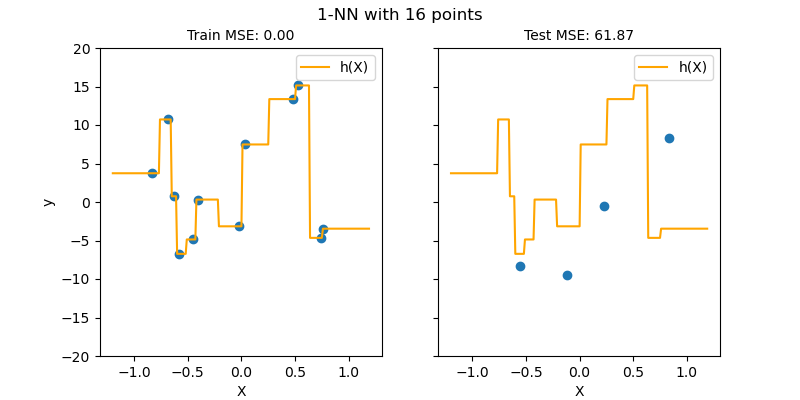 1-NN with 16 points
Train MSE: 0.00
Test MSE: 61.87
h(X)
h(X)
20
15
10
5
0
−5
−10
−15
−20
y
−1.0 −0.5 0.0 0.5 1.0
−1.0 −0.5 0.0 0.5 1.0
X
X